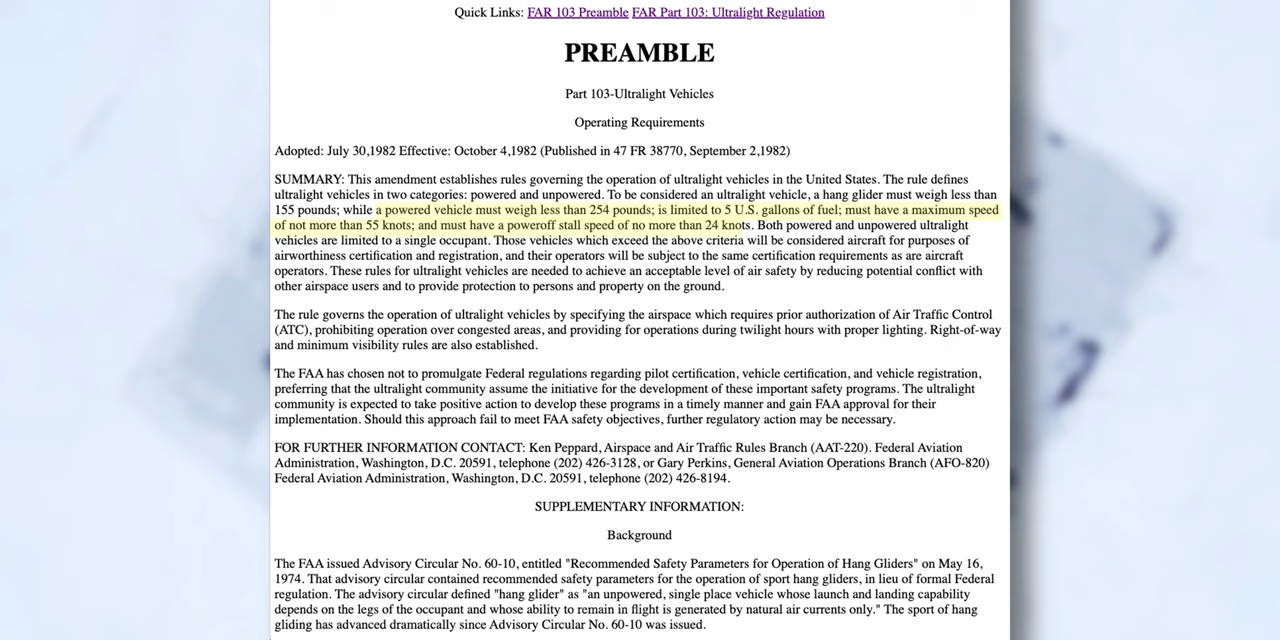 Quick Links: FAR 103 Preamble FAR Part 103: Ultralight Regulation
PREAMBLE
Part 103-Ultralight Vehicles
Operating Requirements
Adopted: July 30,1982 Effective: October 4,1982 (Published in 47 FR 38770, September 2,1982)
SUMMARY: This amendment establishes rules governing the operation of ultralight vehicles in the United States. The rule defines
ultralight vehicles in two categories: powered and unpowered. To be considered an ultralight vehicle, a hang glider must weigh less than
155 pounds; while a powered vehicle must weigh less than 254 pounds; is limited to 5 U.S. gallons of fuel; must have a maximum speed
of not more than 55 knots; and must have a poweroff stall speed of no more than 24 knots. Both powered and unpowered ultralight
vehicles are limited to a single occupant. Those vehicles which exceed the above criteria will be considered aircraft for purposes of
airworthiness certification and registration, and their operators will be subject to the same certification requirements as are aircraft
operators. These rules for ultralight vehicles are needed to achieve an acceptable level of air safety by reducing potential conflict with
other airspace users and to provide protection to persons and property on the ground.
The rule governs the operation of ultralight vehicles by specifying the airspace which requires prior authorization of Air Traffic Control
(ATC), prohibiting operation over congested areas, and providing for operations during twilight hours with proper lighting. Right-of-way
and minimum visibility rules are also established.
The FAA has chosen not to promulgate Federal regulations regarding pilot certification, vehicle certification, and vehicle registration,
preferring that the ultralight community assume the initiative for the development of these important safety programs. The ultralight
community is expected to take positive action to develop these programs in a timely manner and gain FAA approval for their
implementation. Should this approach fail to meet FAA safety objectives, further regulatory action may be necessary.
FOR FURTHER INFORMATION CONTACT: Ken Peppard, Airspace and Air Traffic Rules Branch (AAT-220). Federal Aviation
Administration, Washington, D.C. 20591, telephone (202) 426-3128, or Gary Perkins, General Aviation Operations Branch (AFO-820)
Federal Aviation Administration, Washington, D.C. 20591, telephone (202) 426-8194.
SUPPLEMENTARY INFORMATION:
Background
The FAA issued Advisory Circular No. 60-10, entitled "Recommended Safety Parameters for Operation of Hang Gliders" on May 16,
1974. That advisory circular contained recommended safety parameters for the operation of sport hang gliders, in lieu of formal Federal
regulation. The advisory circular defined "hang glider" as "an unpowered, single place vehicle whose launch and landing capability
depends on the legs of the occupant and whose ability to remain in flight is generated by natural air currents only." The sport of hang
gliding has advanced dramatically since Advisory Circular No. 60-10 was issued.